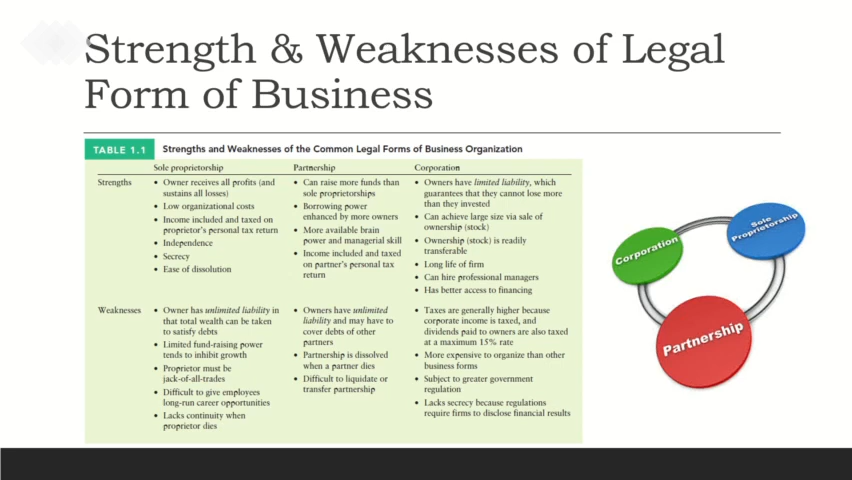 Strength & Weaknesses of Legal
Form of Business
TABLE 1.1 Strengths and Weaknesses of the Common Legal Forms of Business Organization
Sole proprietorship Partnership Corporation
Strengths
• Owner receives all profits (and
sustains all losses)
• Low organizational costs
• Income included and taxed on
proprietor's personal tax return
• Independence
• Secrecy
• Ease of dissolution
• Can raise more funds than
sole proprietorships
• Borrowing power
enhanced by more owners
• More available brain
power and managerial skill
• Income included and taxed
on partner's personal tax
return
• Owners have limited liability, which
guarantees that they cannot lose more
than they invested
• Can achieve large size via sale of
ownership (stock)
• Ownership (stock) is readily
transferable
• Long life of firm
• Can hire professional managers
• Has better access to financing
Weaknesses
• Owner has unlimited liability in
that total wealth can be taken
to satisfy debts
• Limited fund-raising power
tends to inhibit growth
• Proprietor must be
jack-of-all-trades
• Difficult to give employees
long-run career opportunities
• Lacks continuity when
proprietor dies
• Owners have unlimited
liability and may have to
cover debts of other
partners
• Partnership is dissolved
when a partner dies
• Difficult to liquidate or
transfer partnership
• Taxes are generally higher because
corporate income is taxed, and
dividends paid to owners are also taxed
at a maximum 15% rate
• More expensive to organize than other
business forms
• Subject to greater government
regulation
• Lacks secrecy because regulations
require firms to disclose financial results
Corporation
Sole
Proprietorship
Partnership